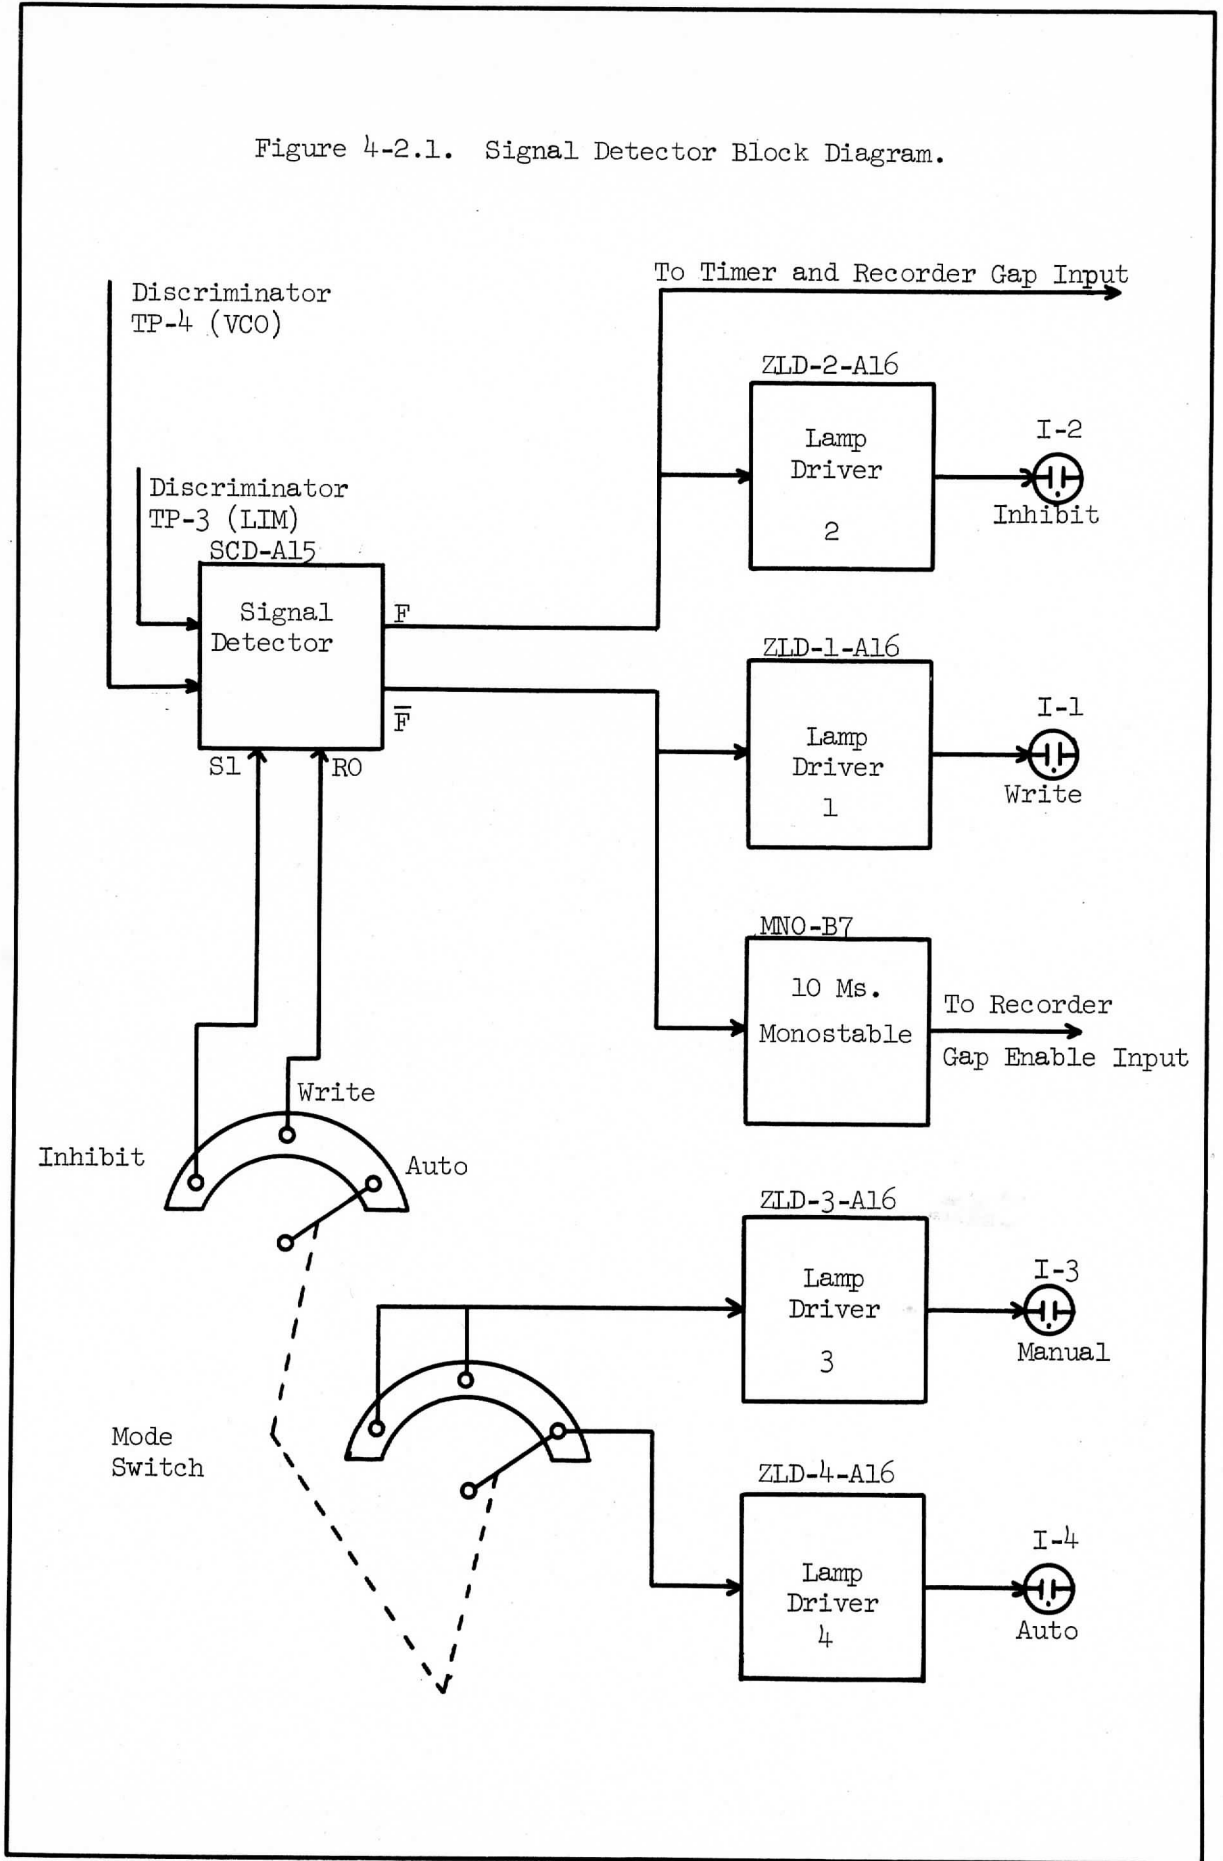 Figure 4-2.1. Signal Detector Block Diagram.
To Timer and Recorder Gap Input
Discriminator
TP-4 (VCO)
ZLD-2-A16
Lamp
Driver
2
I-2
Inhibit
Discriminator
TP-3 (LIM)
SCD-A15
Signal
Detector
F
F̅
S1
RO
ZLD-1-A16
Lamp
Driver
1
I-1
Write
MNO-B7
10 Ms.
Monostable
To Recorder
Gap Enable Input
Write
Inhibit
Auto
ZLD-3-A16
Lamp
Driver
3
I-3
Manual
Mode
Switch
ZLD-4-A16
Lamp
Driver
4
I-4
Auto